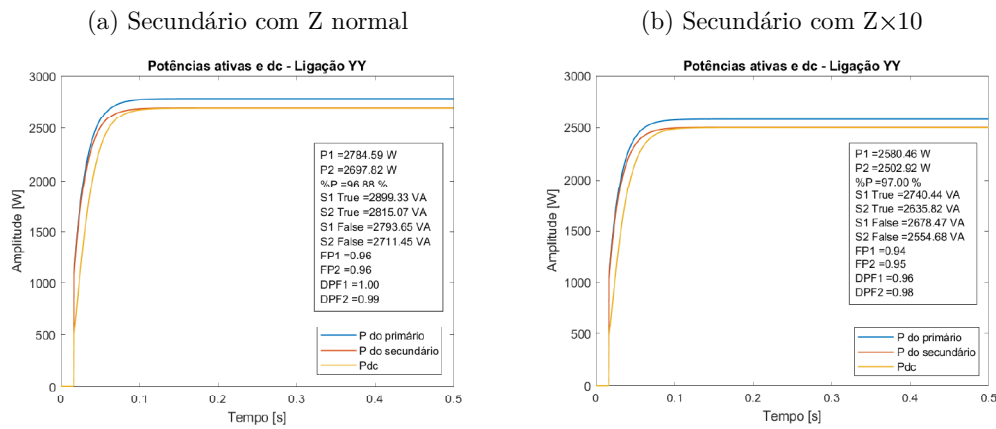 (a) Secundário com Z normal
Potências ativas e dc - Ligação YY
Amplitude [W]
3000
2500
2000
1500
1000
500
0
P1 =2784.59 W
P2 =2697.82 W
%P =96.88 %
S1 True =2899.33 VA
S2 True =2815.07 VA
S1 False =2793.65 VA
S2 False =2711.45 VA
FP1 =0.96
FP2 =0.96
DPF1 =1.00
DPF2 =0.99
P do primário
P do secundário
Pdc
0 0.1 0.2 0.3 0.4 0.5
Tempo [s]
(b) Secundário com Z×10
Potências ativas e dc - Ligação YY
Amplitude [W]
3000
2500
2000
1500
1000
500
0
P1 =2580.46 W
P2 =2502.92 W
%P =97.00 %
S1 True =2740.44 VA
S2 True =2635.82 VA
S1 False =2678.47 VA
S2 False =2554.68 VA
FP1 =0.94
FP2 =0.95
DPF1 =0.96
DPF2 =0.98
P do primário
P do secundário
Pdc
0 0.1 0.2 0.3 0.4 0.5
Tempo [s]